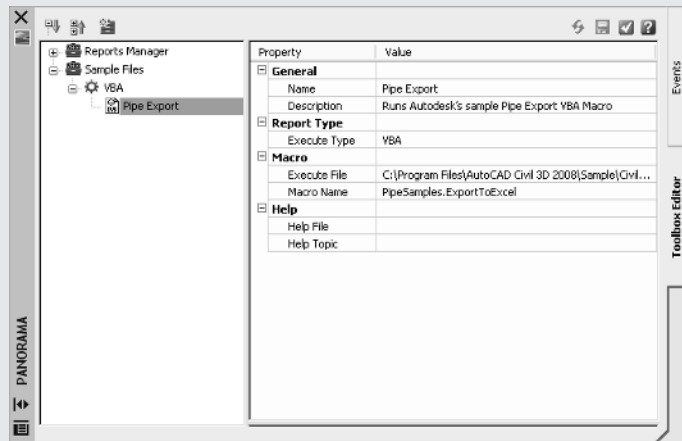 Reports Manager
Sample Files
VBA
Pipe Export
Property Value
General
Name Pipe Export
Description Runs Autodesk's sample Pipe Export VBA Macro
Report Type
Execute Type VBA
Macro
Execute File C:\Program Files\AutoCAD Civil 3D 2008\Sample\Civil...
Macro Name PipeSamples.ExportToExcel
Help
Help File
Help Topic
Events
Toolbox Editor
PANORAMA